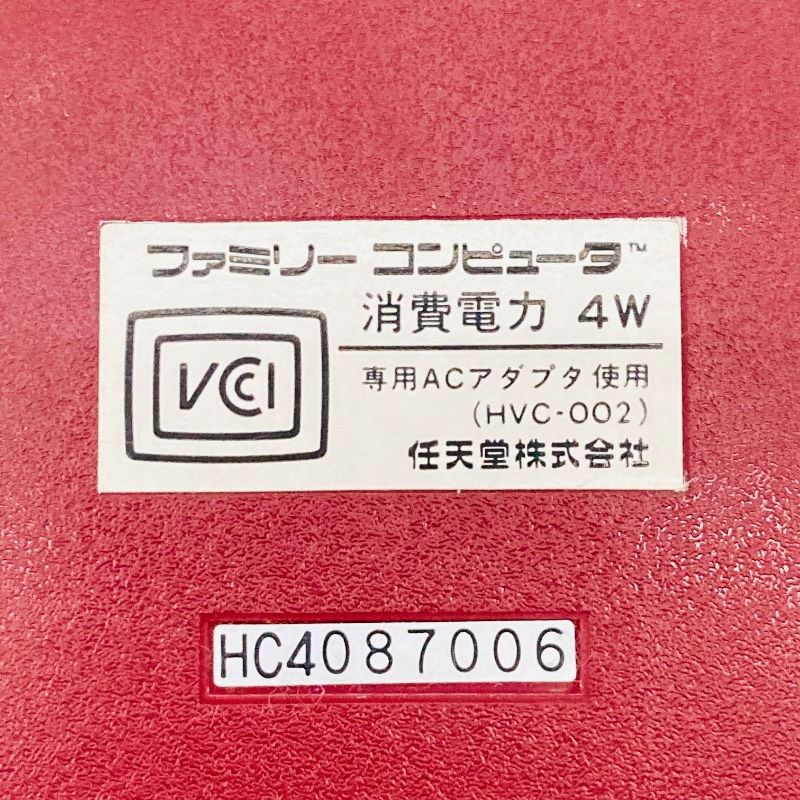 ファミリー コンピュータ™
消費電力 4W
VCCI
専用ACアダプタ使用
(HVC-002)
任天堂株式会社
HC4087006